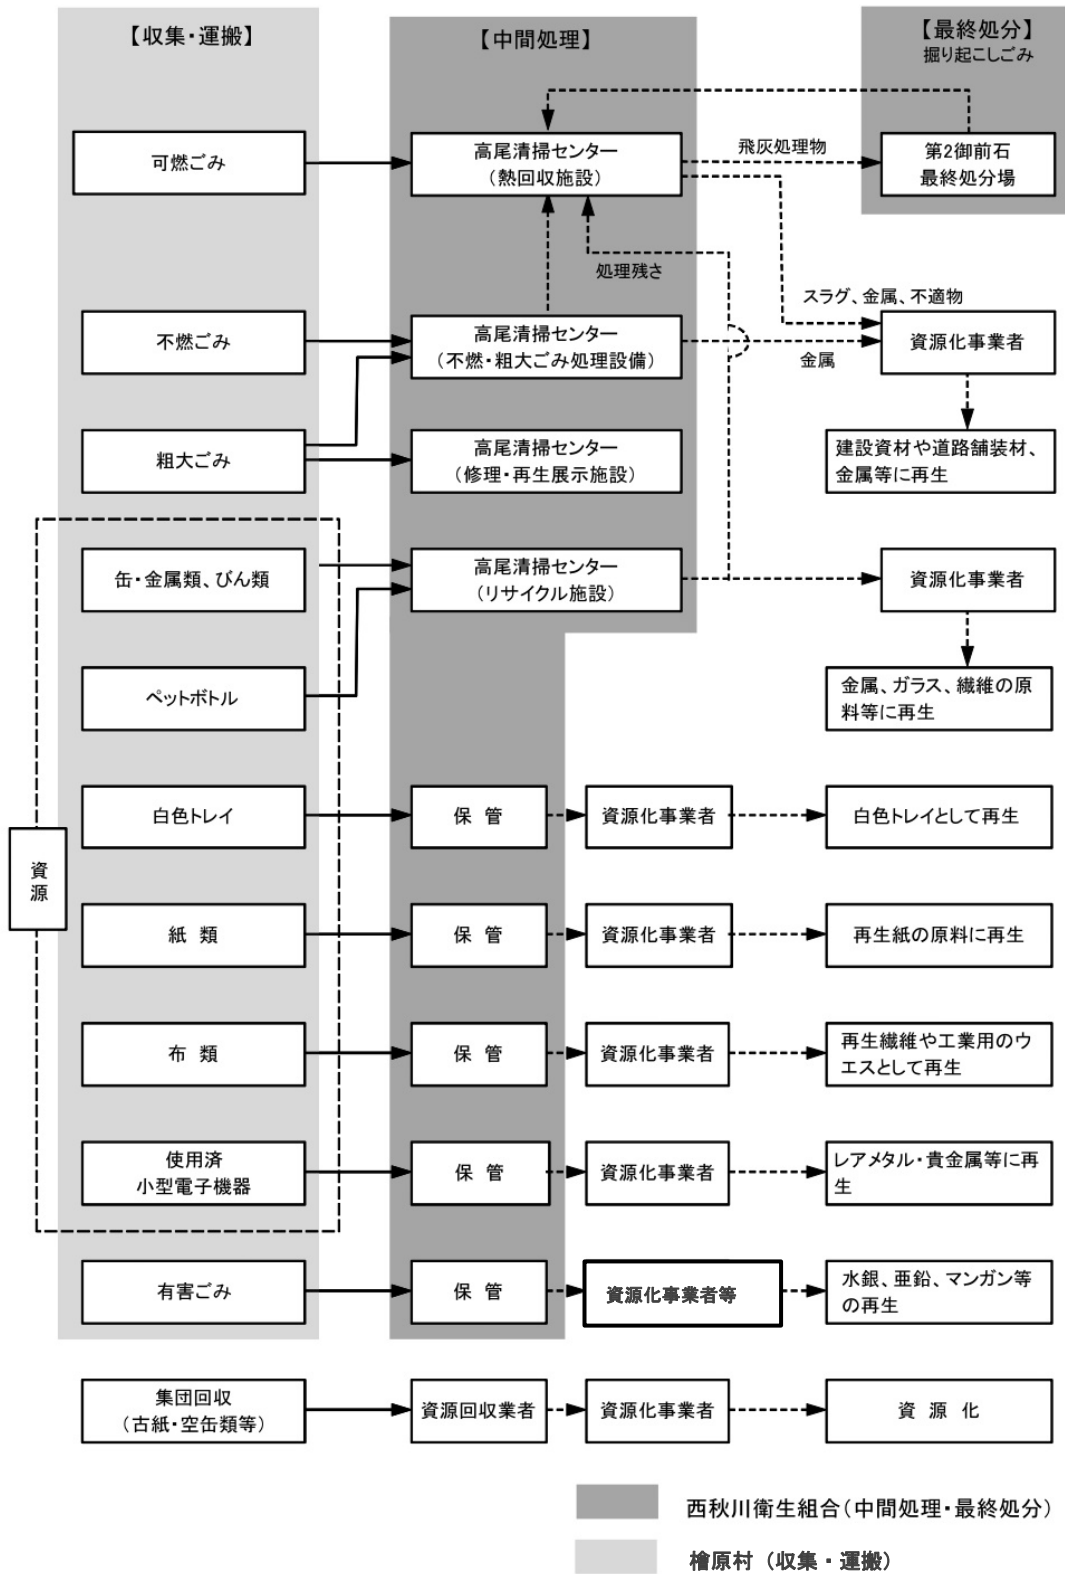 【収集・運搬】
【中間処理】
【最終処分】
掘り起こしごみ
可燃ごみ
高尾清掃センター
（熱回収施設）
飛灰処理物
第2御前石
最終処分場
処理残さ
スラグ、金属、不適物
不燃ごみ
高尾清掃センター
（不燃・粗大ごみ処理設備）
金属
資源化事業者
粗大ごみ
高尾清掃センター
（修理・再生展示施設）
建設資材や道路舗装材、
金属等に再生
缶・金属類、びん類
高尾清掃センター
（リサイクル施設）
資源化事業者
ペットボトル
金属、ガラス、繊維の原
料等に再生
資
源
白色トレイ
保 管
資源化事業者
白色トレイとして再生
紙 類
保 管
資源化事業者
再生紙の原料に再生
布 類
保 管
資源化事業者
再生繊維や工業用のウ
エスとして再生
使用済
小型電子機器
保 管
資源化事業者
レアメタル・貴金属等に再
生
有害ごみ
保 管
資源化事業者等
水銀、亜鉛、マンガン等
の再生
集団回収
（古紙・空缶類等）
資源回収業者
資源化事業者
資 源 化
西秋川衛生組合（中間処理・最終処分）
檜原村（収集・運搬）